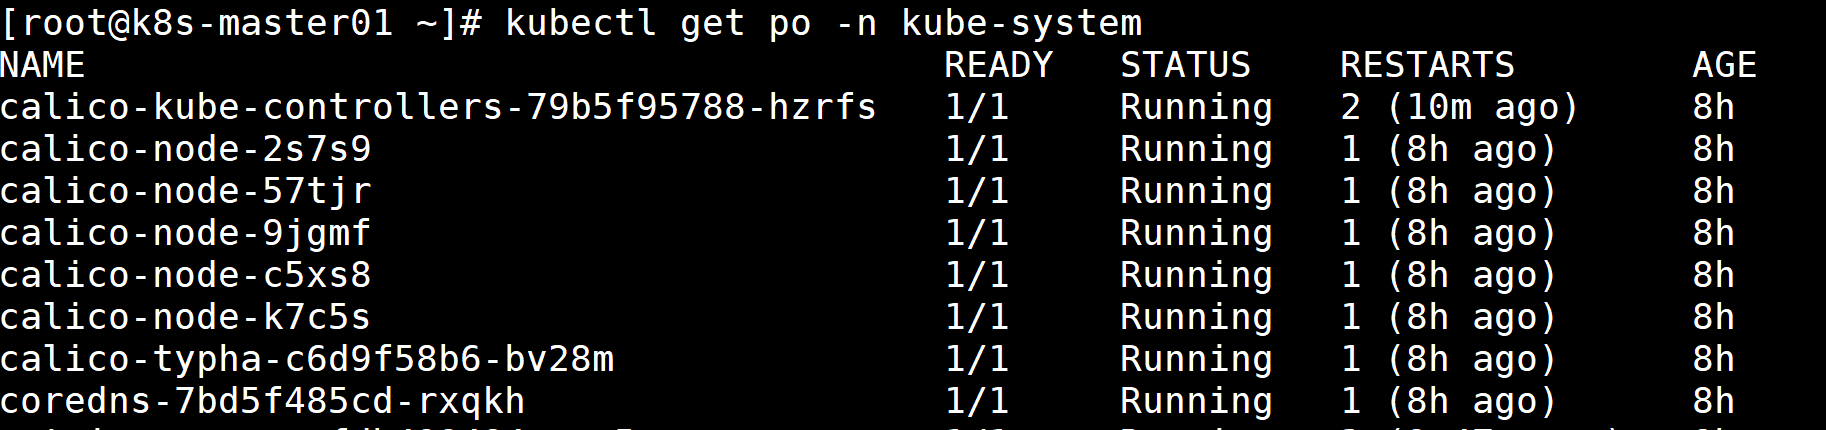 [root@k8s-master01 ~]# kubectl get po -n kube-system
NAME READY STATUS RESTARTS AGE
calico-kube-controllers-79b5f95788-hzrfs 1/1 Running 2 (10m ago) 8h
calico-node-2s7s9 1/1 Running 1 (8h ago) 8h
calico-node-57tjr 1/1 Running 1 (8h ago) 8h
calico-node-9jgmf 1/1 Running 1 (8h ago) 8h
calico-node-c5xs8 1/1 Running 1 (8h ago) 8h
calico-node-k7c5s 1/1 Running 1 (8h ago) 8h
calico-typha-c6d9f58b6-bv28m 1/1 Running 1 (8h ago) 8h
coredns-7bd5f485cd-rxqkh 1/1 Running 1 (8h ago) 8h